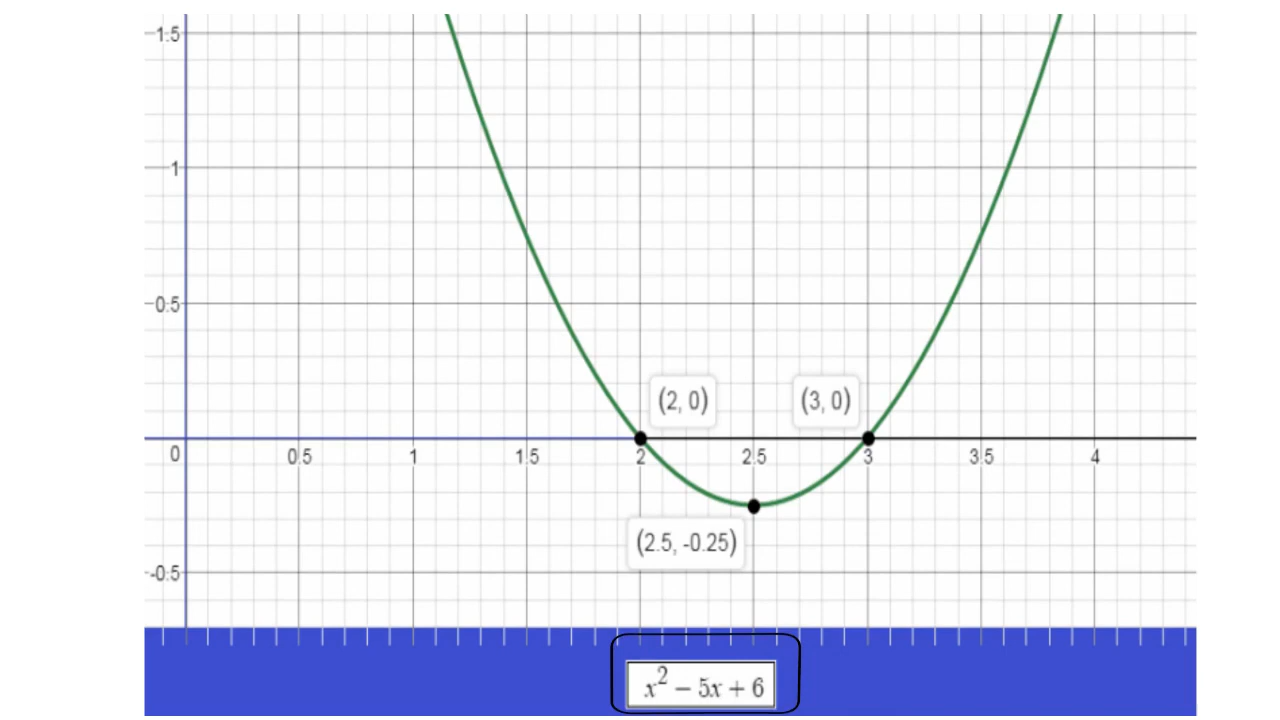 1.5
1
0.5
(2, 0) (3, 0)
0 0.5 1 1.5 2 2.5 3 3.5 4
(2.5, -0.25)
-0.5
x² − 5x + 6